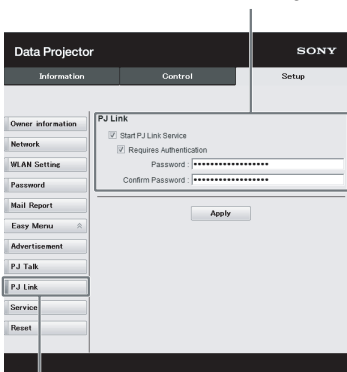 Data Projector
SONY
Information
Control
Setup
Owner information
Network
WLAN Setting
Password
Mail Report
Easy Menu
Advertisement
PJ Talk
PJ Link
Service
Reset
PJ Link
Start PJ Link Service
Requires Authentication
Password : ••••••••••••••••••
Confirm Password : ••••••••••••••••••
Apply